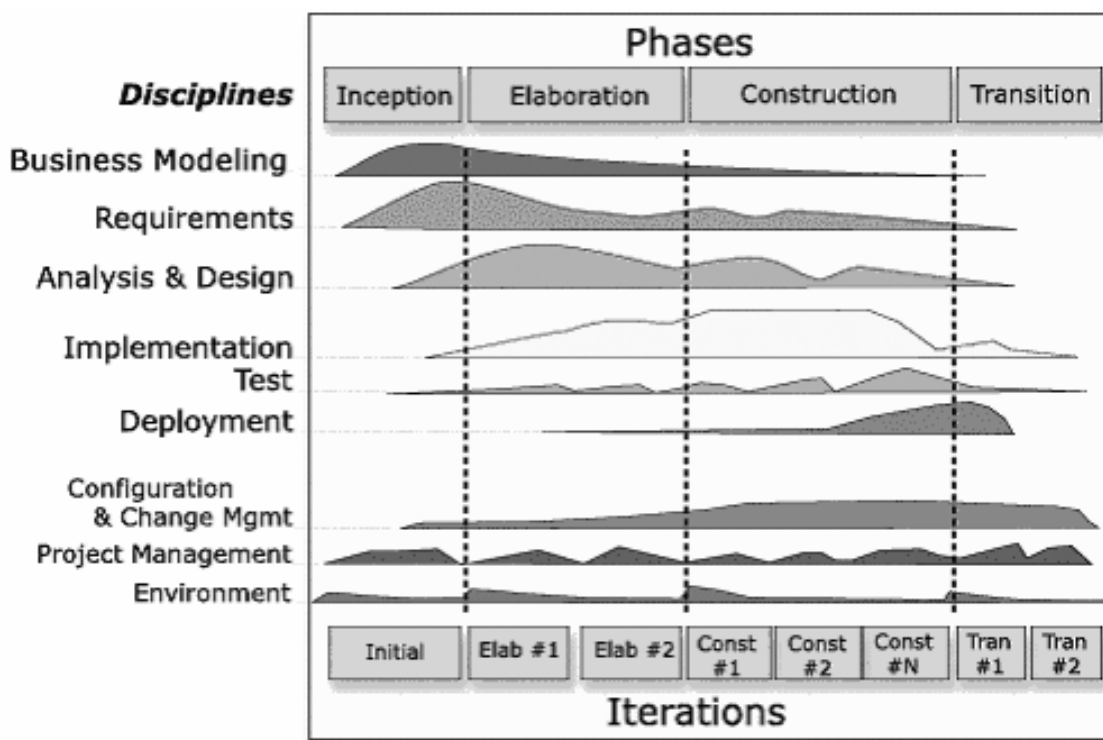 Phases
Disciplines
Inception
Elaboration
Construction
Transition
Business Modeling
Requirements
Analysis & Design
Implementation
Test
Deployment
Configuration
& Change Mgmt
Project Management
Environment
Initial
Elab #1
Elab #2
Const
#1
Const
#2
Const
#N
Tran
#1
Tran
#2
Iterations